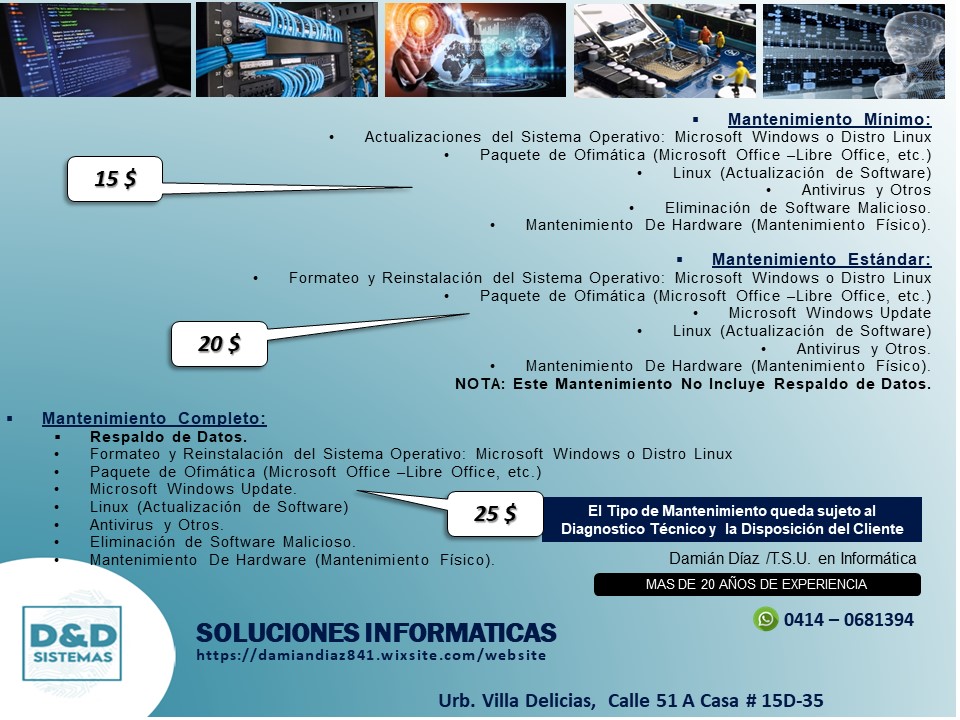 Mantenimiento Mínimo:
Actualizaciones del Sistema Operativo: Microsoft Windows o Distro Linux
Paquete de Ofimática (Microsoft Office –Libre Office, etc.)
Linux (Actualización de Software)
Antivirus y Otros
Eliminación de Software Malicioso.
Mantenimiento De Hardware (Mantenimiento Físico).
15 $
Mantenimiento Estándar:
Formateo y Reinstalación del Sistema Operativo: Microsoft Windows o Distro Linux
Paquete de Ofimática (Microsoft Office –Libre Office, etc.)
Microsoft Windows Update
Linux (Actualización de Software)
Antivirus y Otros.
Mantenimiento De Hardware (Mantenimiento Físico).
NOTA: Este Mantenimiento No Incluye Respaldo de Datos.
20 $
Mantenimiento Completo:
Respaldo de Datos.
Formateo y Reinstalación del Sistema Operativo: Microsoft Windows o Distro Linux
Paquete de Ofimática (Microsoft Office –Libre Office, etc.)
Microsoft Windows Update.
Linux (Actualización de Software)
Antivirus y Otros.
Eliminación de Software Malicioso.
Mantenimiento De Hardware (Mantenimiento Físico).
25 $
El Tipo de Mantenimiento queda sujeto al
Diagnostico Técnico y la Disposición del Cliente
Damián Díaz /T.S.U. en Informática
MAS DE 20 AÑOS DE EXPERIENCIA
0414 – 0681394
D&D
SISTEMAS
SOLUCIONES INFORMATICAS
https://damiandiaz841.wixsite.com/website
Urb. Villa Delicias, Calle 51 A Casa # 15D-35